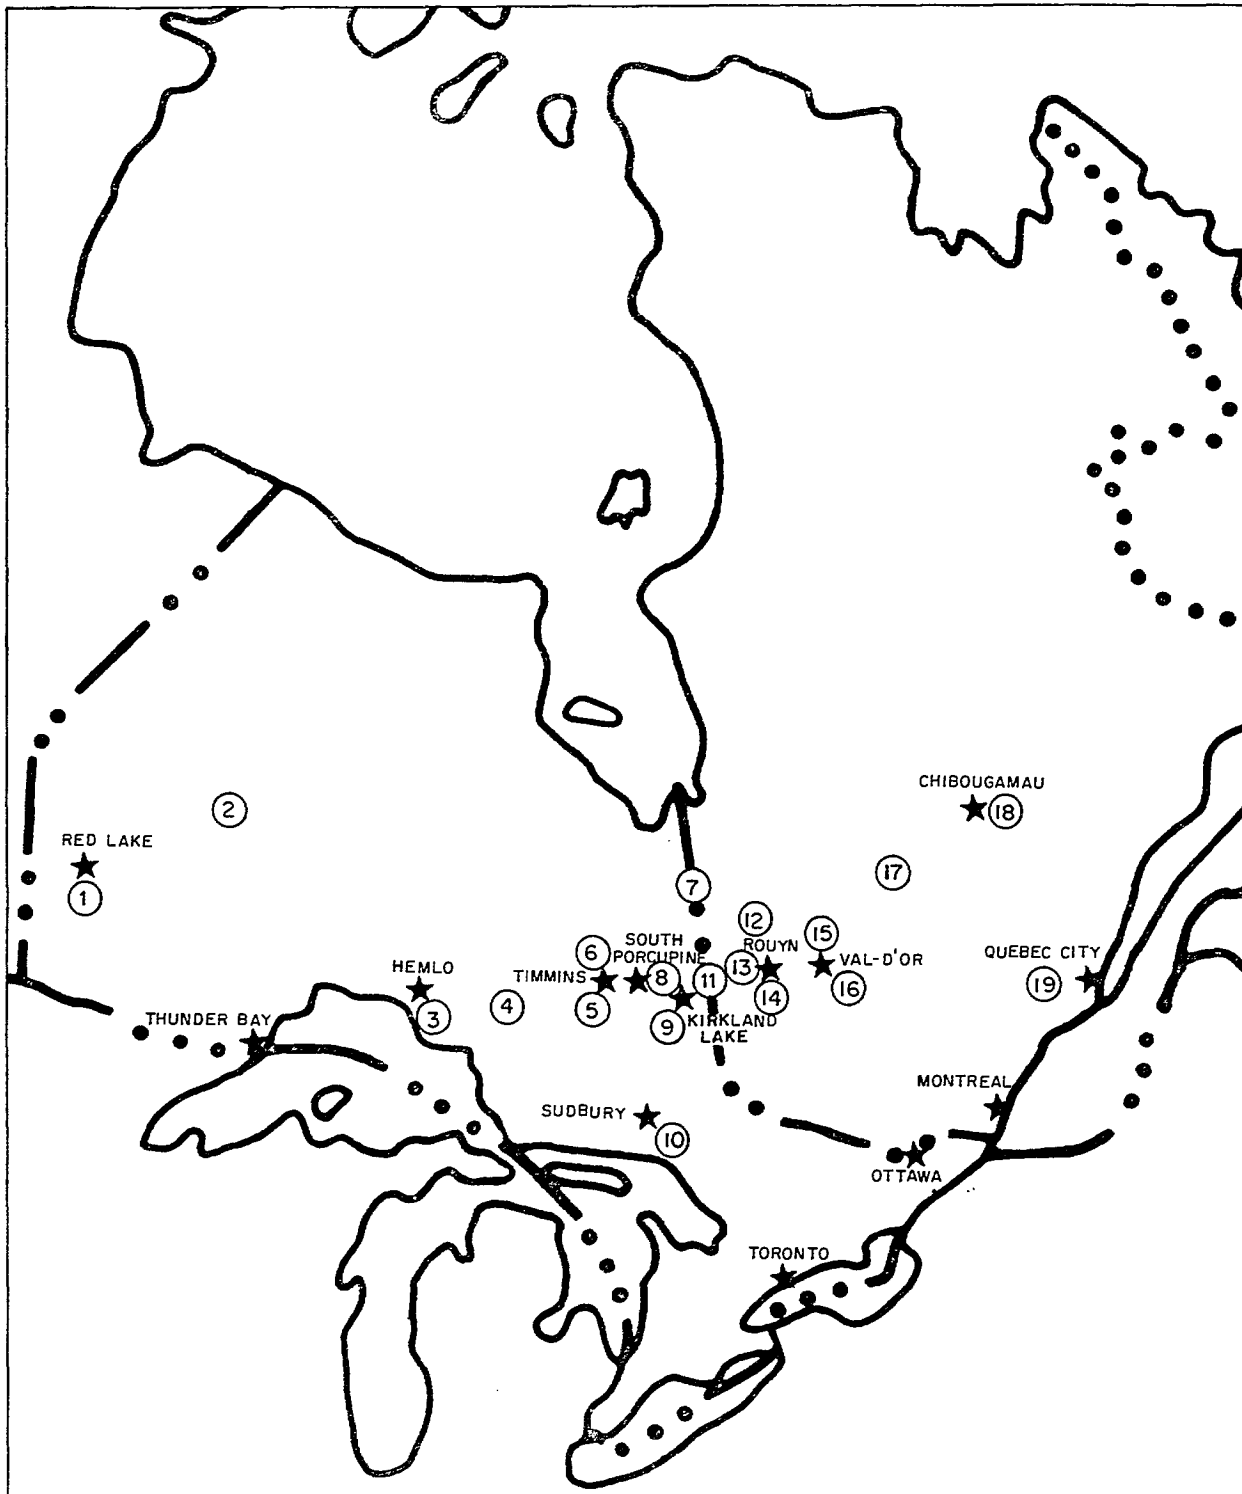 CHIBOUGAMAU
18
2
RED LAKE
1
17
7
12
15
6
SOUTH
PORCUPINE
ROUYN
VAL-D'OR
QUEBEC CITY
HEMLO
TIMMINS
8
11
13
16
19
3
4
5
9
14
KIRKLAND
LAKE
THUNDER BAY
MONTREAL
SUDBURY
10
OTTAWA
TORONTO